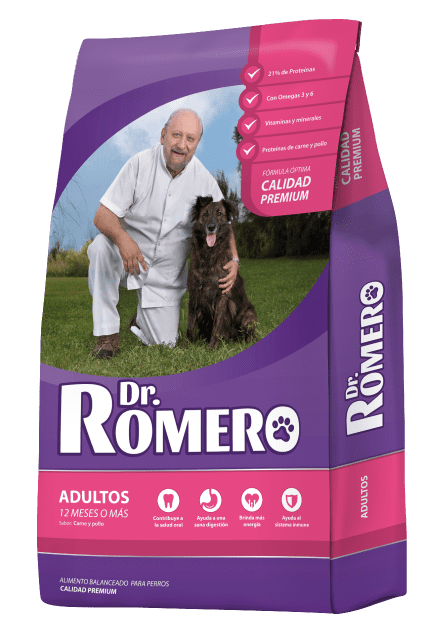 21% de Proteínas
Con Omegas 3 y 6
Vitaminas y minerales
Proteínas de carne y pollo
FÓRMULA ÓPTIMA
CALIDAD
PREMIUM
CALIDAD
PREMIUM
Dr.
ROMERO
Dr.
ROMERO
ADULTOS
12 MESES O MÁS
Sabor: Carne y pollo
Contribuye a
la salud oral
Ayuda a una
sana digestión
Brinda más
energía
Ayuda al
sistema inmune
ADULTOS
ALIMENTO BALANCEADO PARA PERROS
CALIDAD PREMIUM